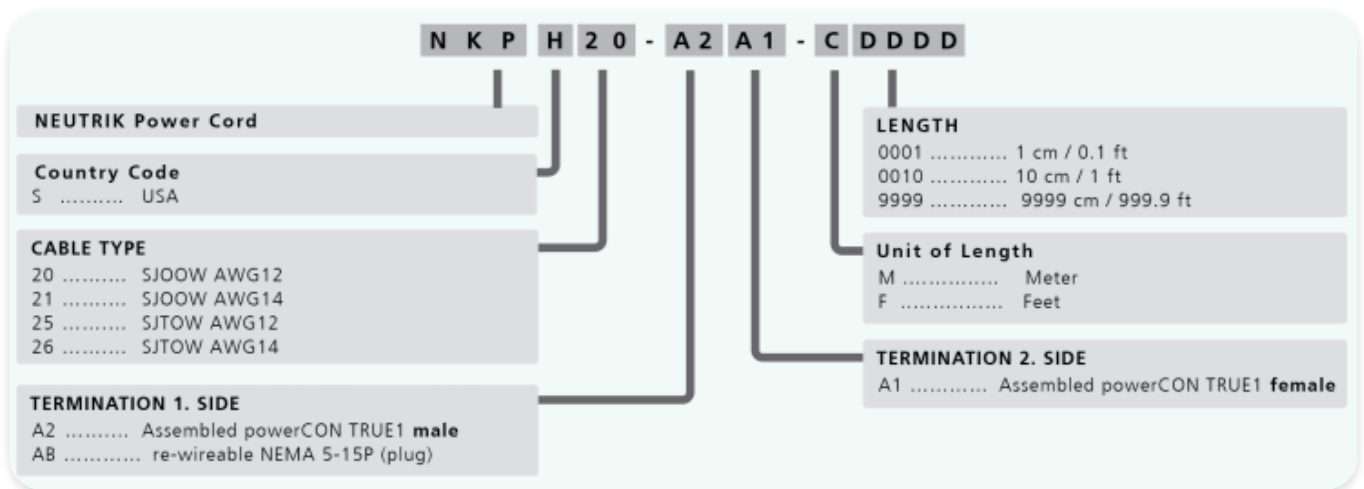 N K P H 2 0 - A 2 A 1 - C D D D D
NEUTRIK Power Cord
Country Code
S .......... USA
CABLE TYPE
20 .......... SJOOW AWG12
21 .......... SJOOW AWG14
25 .......... SJTOW AWG12
26 .......... SJTOW AWG14
TERMINATION 1. SIDE
A2 .......... Assembled powerCON TRUE1 male
AB ............ re-wireable NEMA 5-15P (plug)
LENGTH
0001 ............ 1 cm / 0.1 ft
0010 ............ 10 cm / 1 ft
9999 ............ 9999 cm / 999.9 ft
Unit of Length
M ............... Meter
F ................ Feet
TERMINATION 2. SIDE
A1 ............ Assembled powerCON TRUE1 female